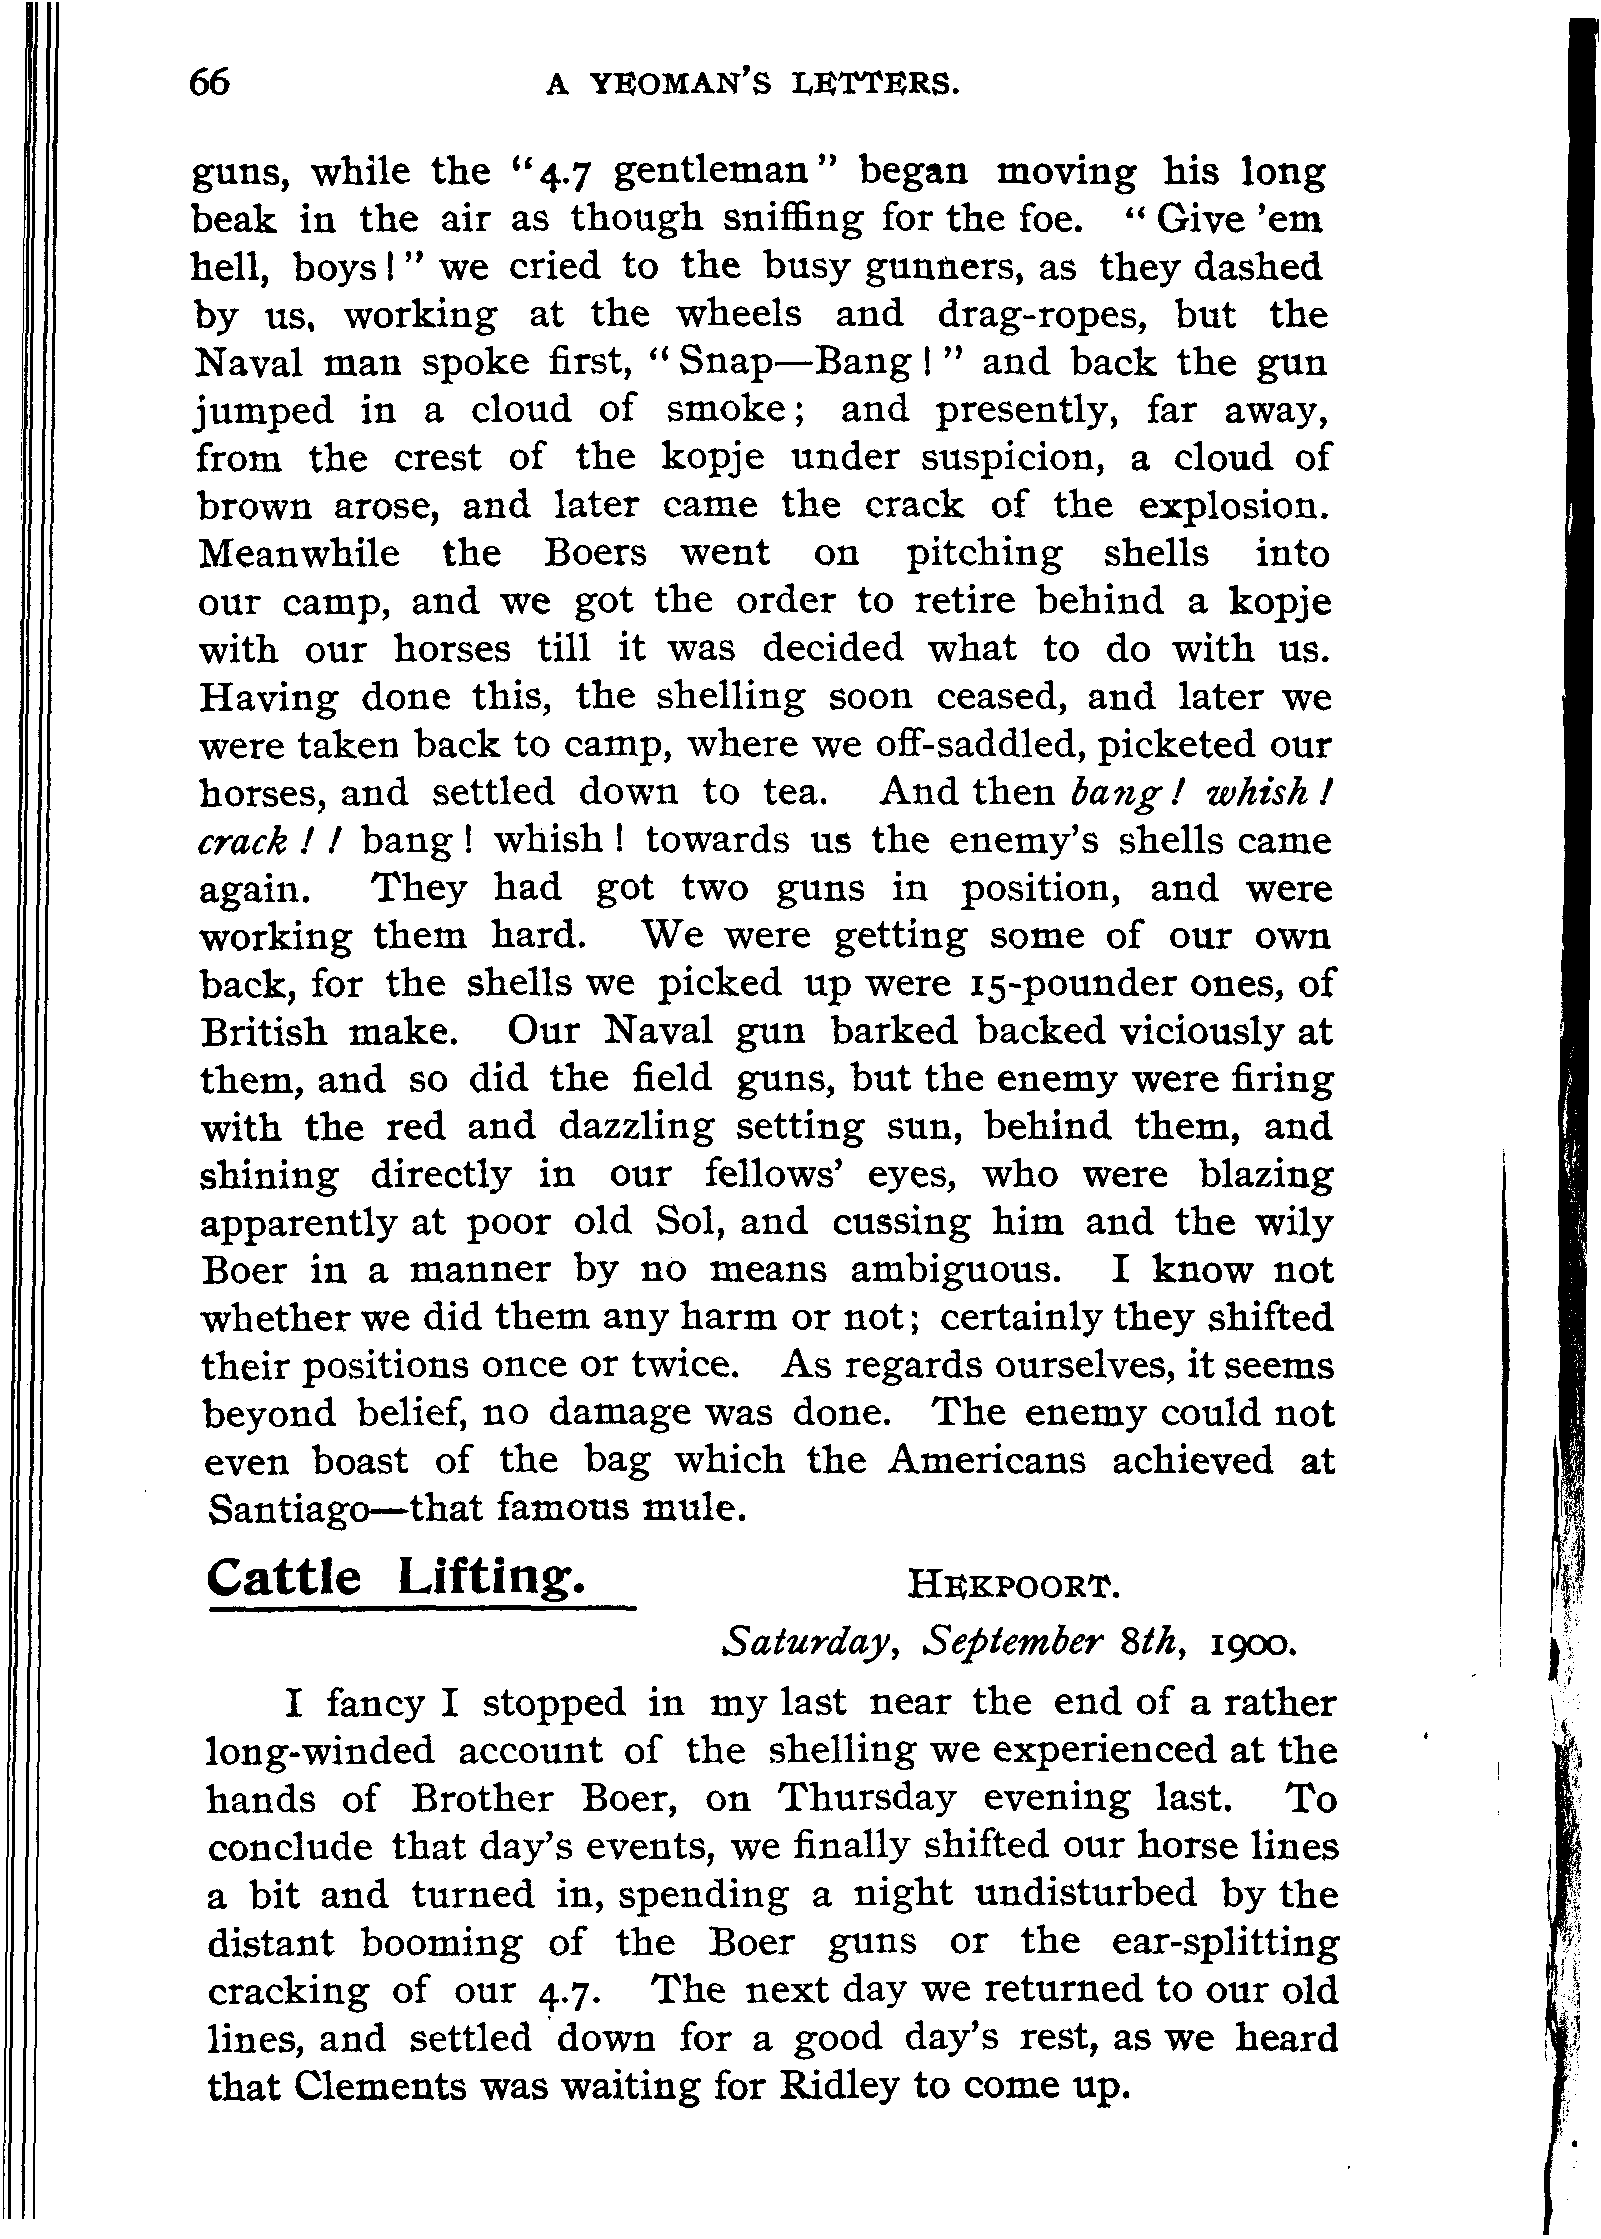 66 A YEOMAN'S LETTERS.
guns, while the "4.7 gentleman" began moving his long
beak in the air as though sniffing for the foe. "Give 'em
hell, boys!" we cried to the busy gunners, as they dashed
by us, working at the wheels and drag-ropes, but the
Naval man spoke first, "Snap—Bang!" and back the gun
jumped in a cloud of smoke; and presently, far away,
from the crest of the kopje under suspicion, a cloud of
brown arose, and later came the crack of the explosion.
Meanwhile the Boers went on pitching shells into
our camp, and we got the order to retire behind a kopje
with our horses till it was decided what to do with us.
Having done this, the shelling soon ceased, and later we
were taken back to camp, where we off-saddled, picketed our
horses, and settled down to tea. And then bang! whish!
crack!! bang! whish! towards us the enemy's shells came
again. They had got two guns in position, and were
working them hard. We were getting some of our own
back, for the shells we picked up were 15-pounder ones, of
British make. Our Naval gun barked backed viciously at
them, and so did the field guns, but the enemy were firing
with the red and dazzling setting sun, behind them, and
shining directly in our fellows' eyes, who were blazing
apparently at poor old Sol, and cussing him and the wily
Boer in a manner by no means ambiguous. I know not
whether we did them any harm or not; certainly they shifted
their positions once or twice. As regards ourselves, it seems
beyond belief, no damage was done. The enemy could not
even boast of the bag which the Americans achieved at
Santiago—that famous mule.
Cattle Lifting. HEKPOORT.
Saturday, September 8th, 1900.
I fancy I stopped in my last near the end of a rather
long-winded account of the shelling we experienced at the
hands of Brother Boer, on Thursday evening last. To
conclude that day's events, we finally shifted our horse lines
a bit and turned in, spending a night undisturbed by the
distant booming of the Boer guns or the ear-splitting
cracking of our 4.7. The next day we returned to our old
lines, and settled down for a good day's rest, as we heard
that Clements was waiting for Ridley to come up.